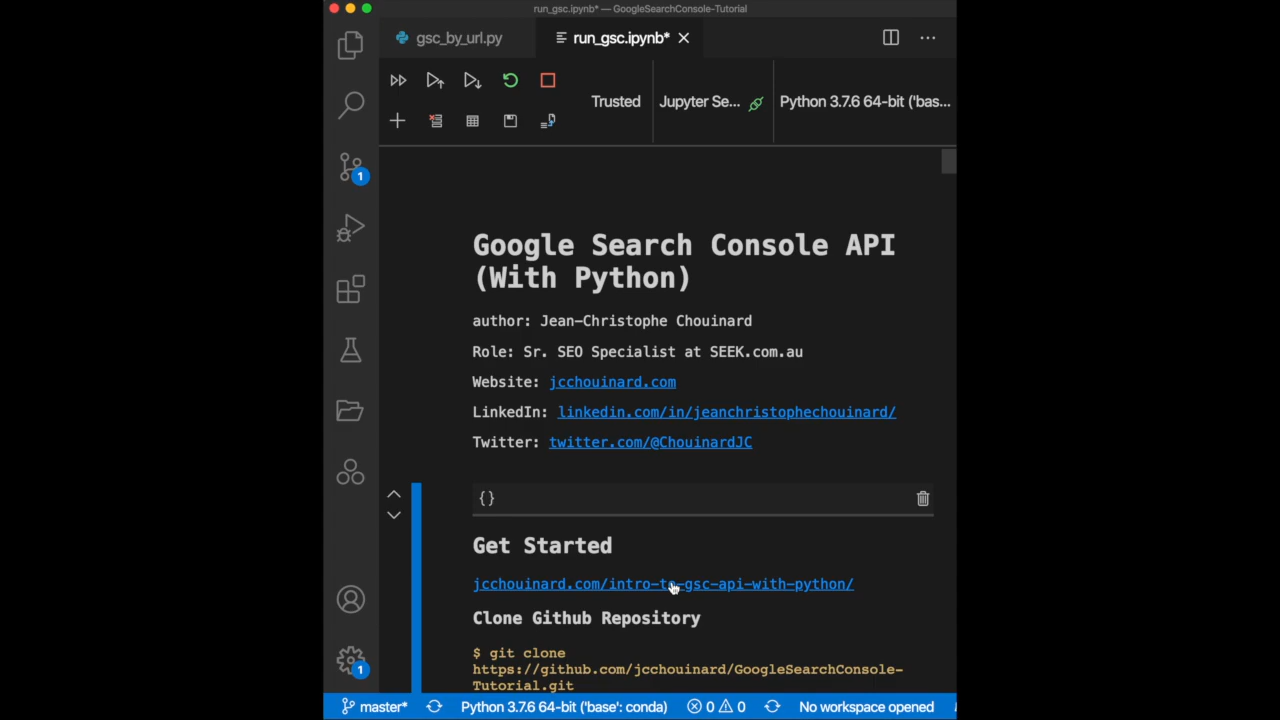 run_gsc.ipynb* — GoogleSearchConsole-Tutorial
gsc_by_url.py
run_gsc.ipynb*
Trusted
Jupyter Se...
Python 3.7.6 64-bit ('bas...
1
Google Search Console API
(With Python)
author: Jean-Christophe Chouinard
Role: Sr. SEO Specialist at SEEK.com.au
Website: jcchouinard.com
LinkedIn: linkedin.com/in/jeanchristophechouinard/
Twitter: twitter.com/@ChouinardJC
{}
Get Started
jcchouinard.com/intro-to-gsc-api-with-python/
Clone Github Repository
$ git clone
https://github.com/jcchouinard/GoogleSearchConsole-
Tutorial.git
1
master* Python 3.7.6 64-bit ('base': conda) 0 0 No workspace opened